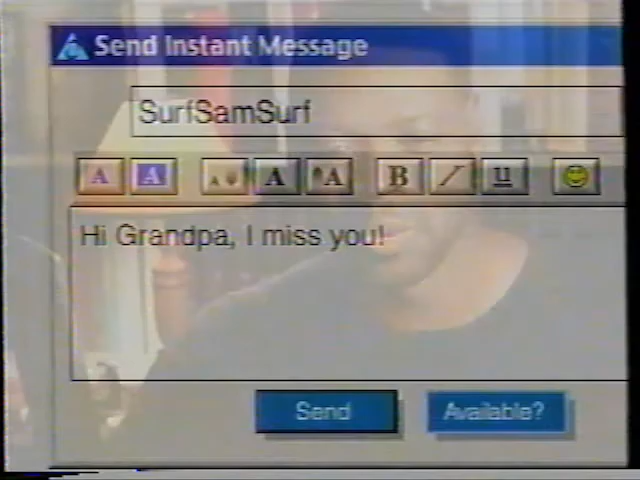 Send Instant Message
SurfSamSurf
A A A A A B / U
Hi Grandpa, I miss you!
Send Available?